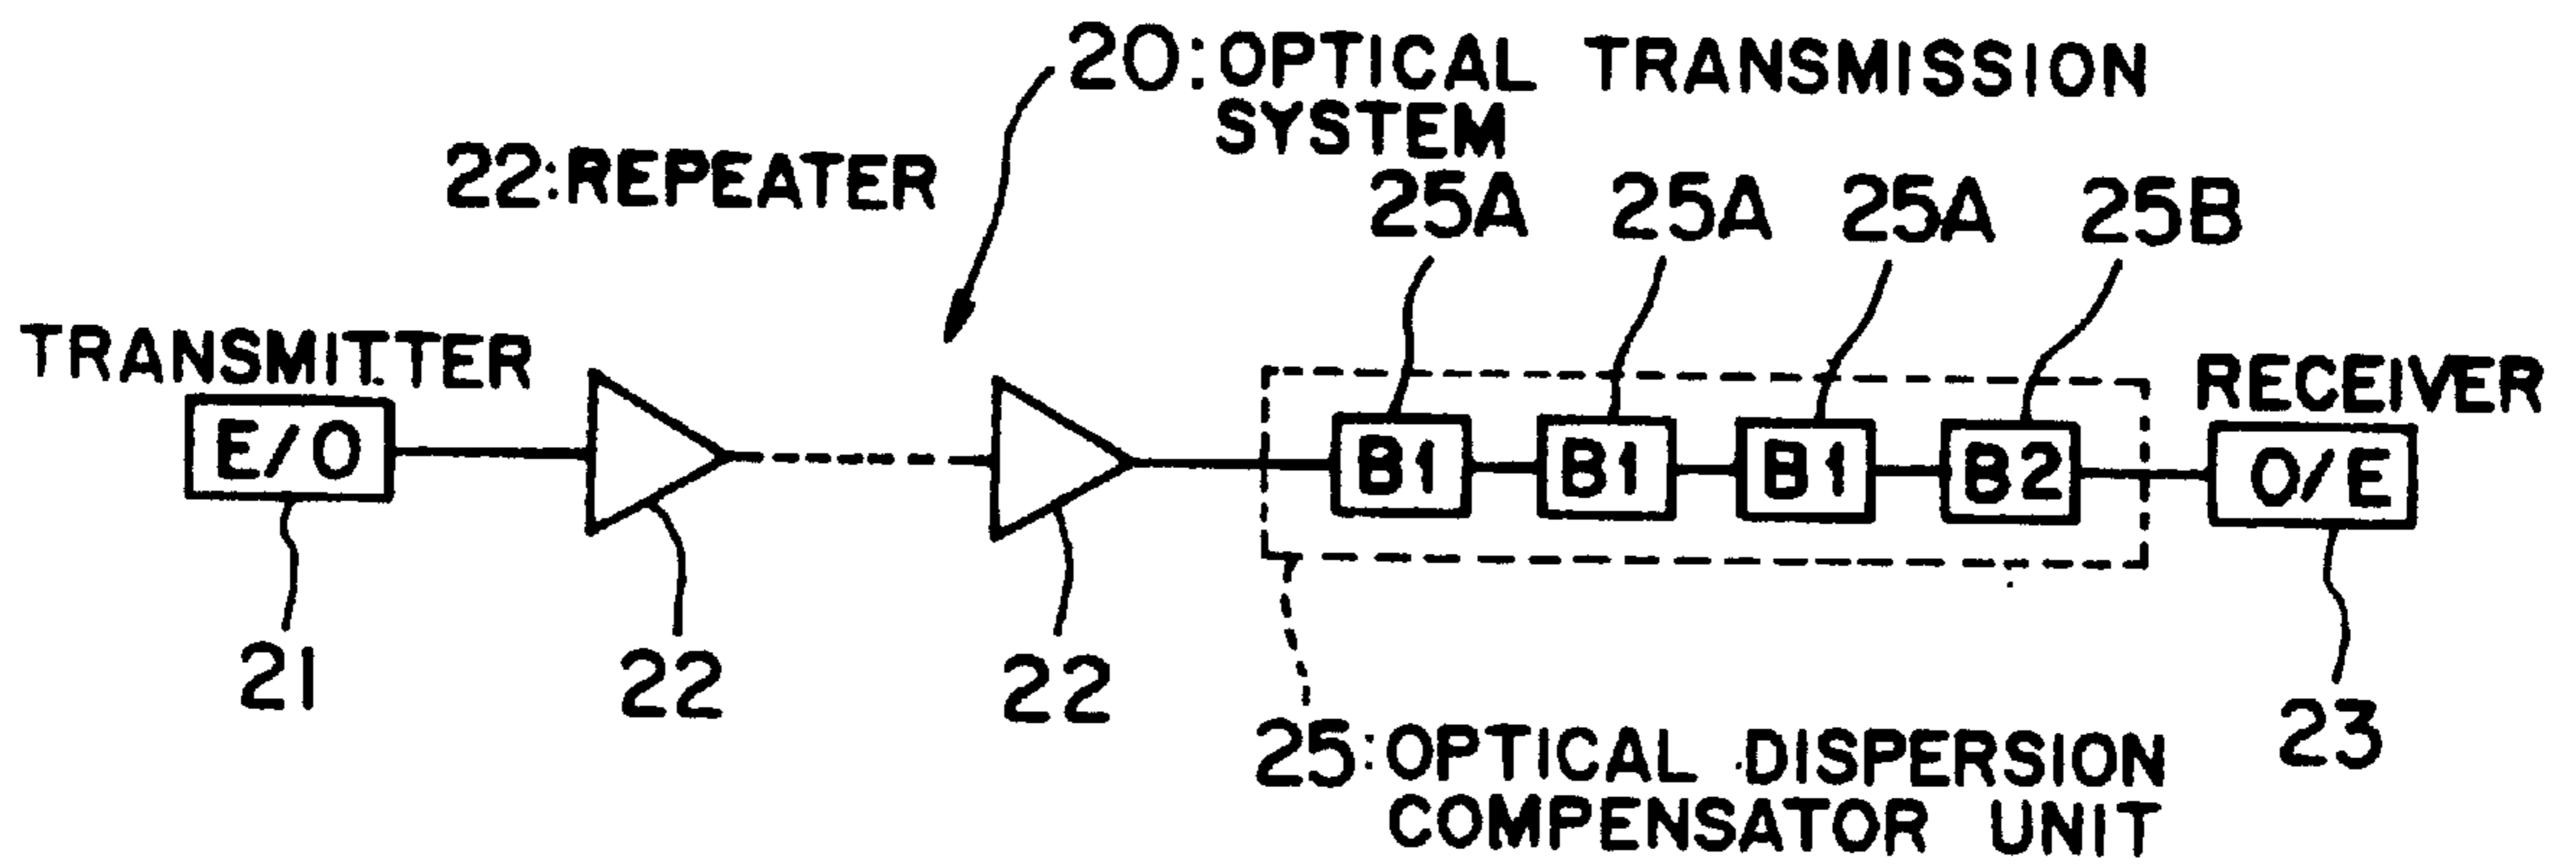 20:OPTICAL TRANSMISSION
SYSTEM
22:REPEATER
25A 25A 25A 25B
TRANSMITTER
RECEIVER
E/O
B1 B1 B1 B2
O/E
21
22
22
23
25:OPTICAL DISPERSION
COMPENSATOR UNIT